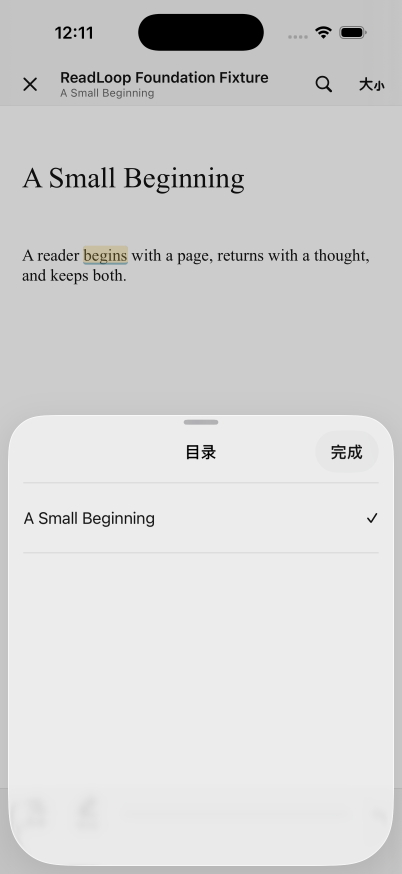 12:11
ReadLoop Foundation Fixture
A Small Beginning
大小
A Small Beginning
A reader begins with a page, returns with a thought,
and keeps both.
目录
完成
A Small Beginning